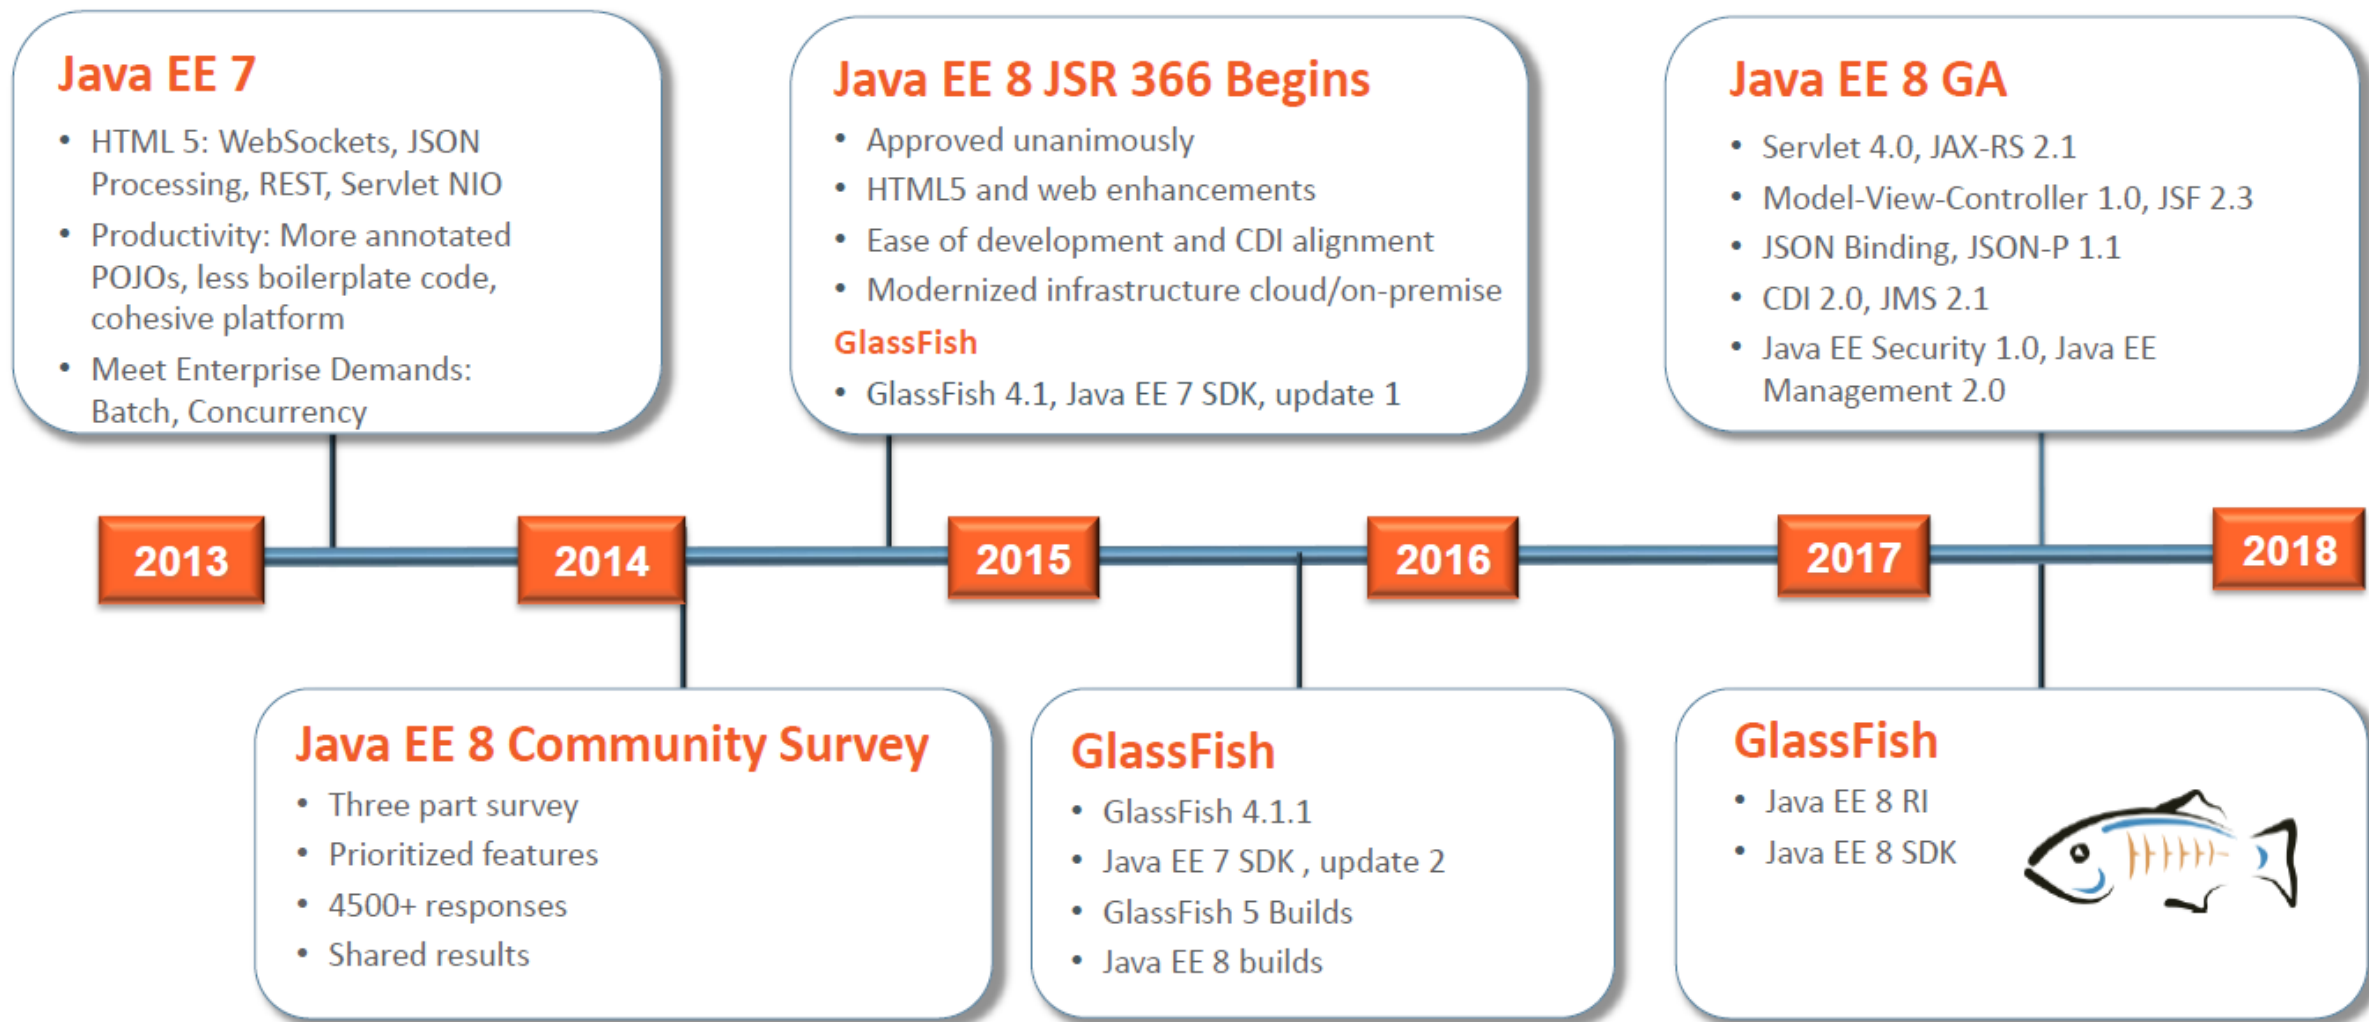 Java EE 7
• HTML 5: WebSockets, JSON
Processing, REST, Servlet NIO
• Productivity: More annotated
POJOs, less boilerplate code,
cohesive platform
• Meet Enterprise Demands:
Batch, Concurrency
Java EE 8 JSR 366 Begins
• Approved unanimously
• HTML5 and web enhancements
• Ease of development and CDI alignment
• Modernized infrastructure cloud/on-premise
GlassFish
• GlassFish 4.1, Java EE 7 SDK, update 1
Java EE 8 GA
• Servlet 4.0, JAX-RS 2.1
• Model-View-Controller 1.0, JSF 2.3
• JSON Binding, JSON-P 1.1
• CDI 2.0, JMS 2.1
• Java EE Security 1.0, Java EE
Management 2.0
2013
2014
2015
2016
2017
2018
Java EE 8 Community Survey
• Three part survey
• Prioritized features
• 4500+ responses
• Shared results
GlassFish
• GlassFish 4.1.1
• Java EE 7 SDK , update 2
• GlassFish 5 Builds
• Java EE 8 builds
GlassFish
• Java EE 8 RI
• Java EE 8 SDK